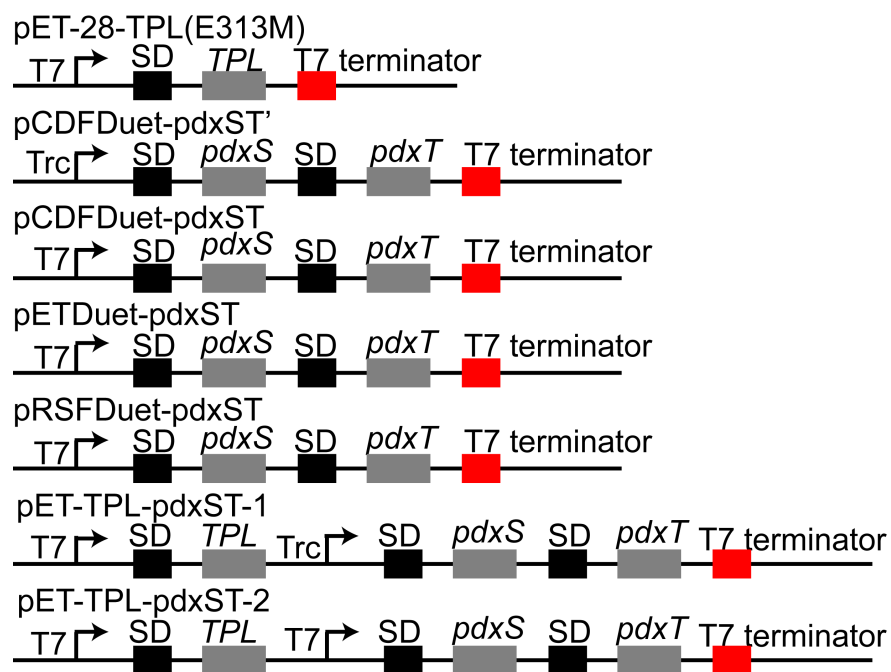 pET-28-TPL(E313M)
T7 SD TPL T7 terminator
pCDFDuet-pdxST’
Trc SD pdxS SD pdxT T7 terminator
pCDFDuet-pdxST
T7 SD pdxS SD pdxT T7 terminator
pETDuet-pdxST
T7 SD pdxS SD pdxT T7 terminator
pRSFDuet-pdxST
T7 SD pdxS SD pdxT T7 terminator
pET-TPL-pdxST-1
T7 SD TPL Trc SD pdxS SD pdxT T7 terminator
pET-TPL-pdxST-2
T7 SD TPL T7 SD pdxS SD pdxT T7 terminator